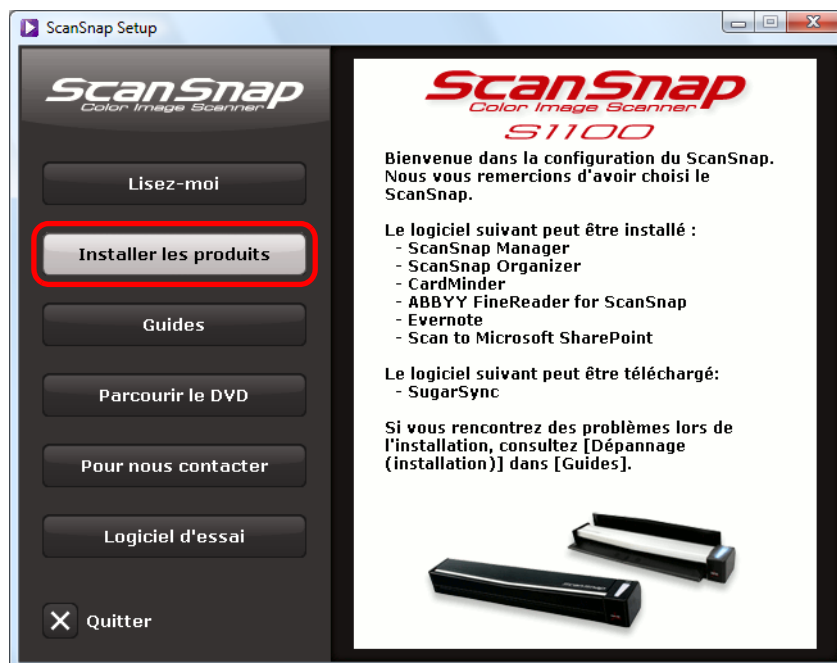 ScanSnap Setup
ScanSnap
Color Image Scanner
Lisez-moi
Installer les produits
Guides
Parcourir le DVD
Pour nous contacter
Logiciel d'essai
Quitter
ScanSnap
Color Image Scanner
S1100
Bienvenue dans la configuration du ScanSnap.
Nous vous remercions d'avoir choisi le
ScanSnap.
Le logiciel suivant peut être installé :
- ScanSnap Manager
- ScanSnap Organizer
- CardMinder
- ABBYY FineReader for ScanSnap
- Evernote
- Scan to Microsoft SharePoint
Le logiciel suivant peut être téléchargé:
- SugarSync
Si vous rencontrez des problèmes lors de
l'installation, consultez [Dépannage
(installation)] dans [Guides].
ScanSnap